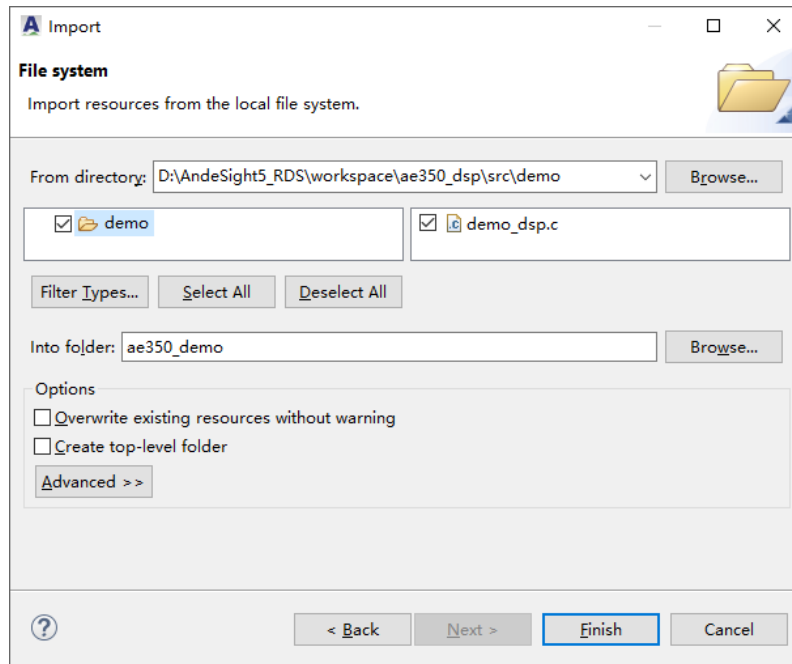 Import
File system
Import resources from the local file system.
From directory: D:\AndeSight5_RDS\workspace\ae350_dsp\src\demo Browse...
demo demo_dsp.c
Filter Types... Select All Deselect All
Into folder: ae350_demo Browse...
Options
Overwrite existing resources without warning
Create top-level folder
Advanced >>
? < Back Next > Finish Cancel